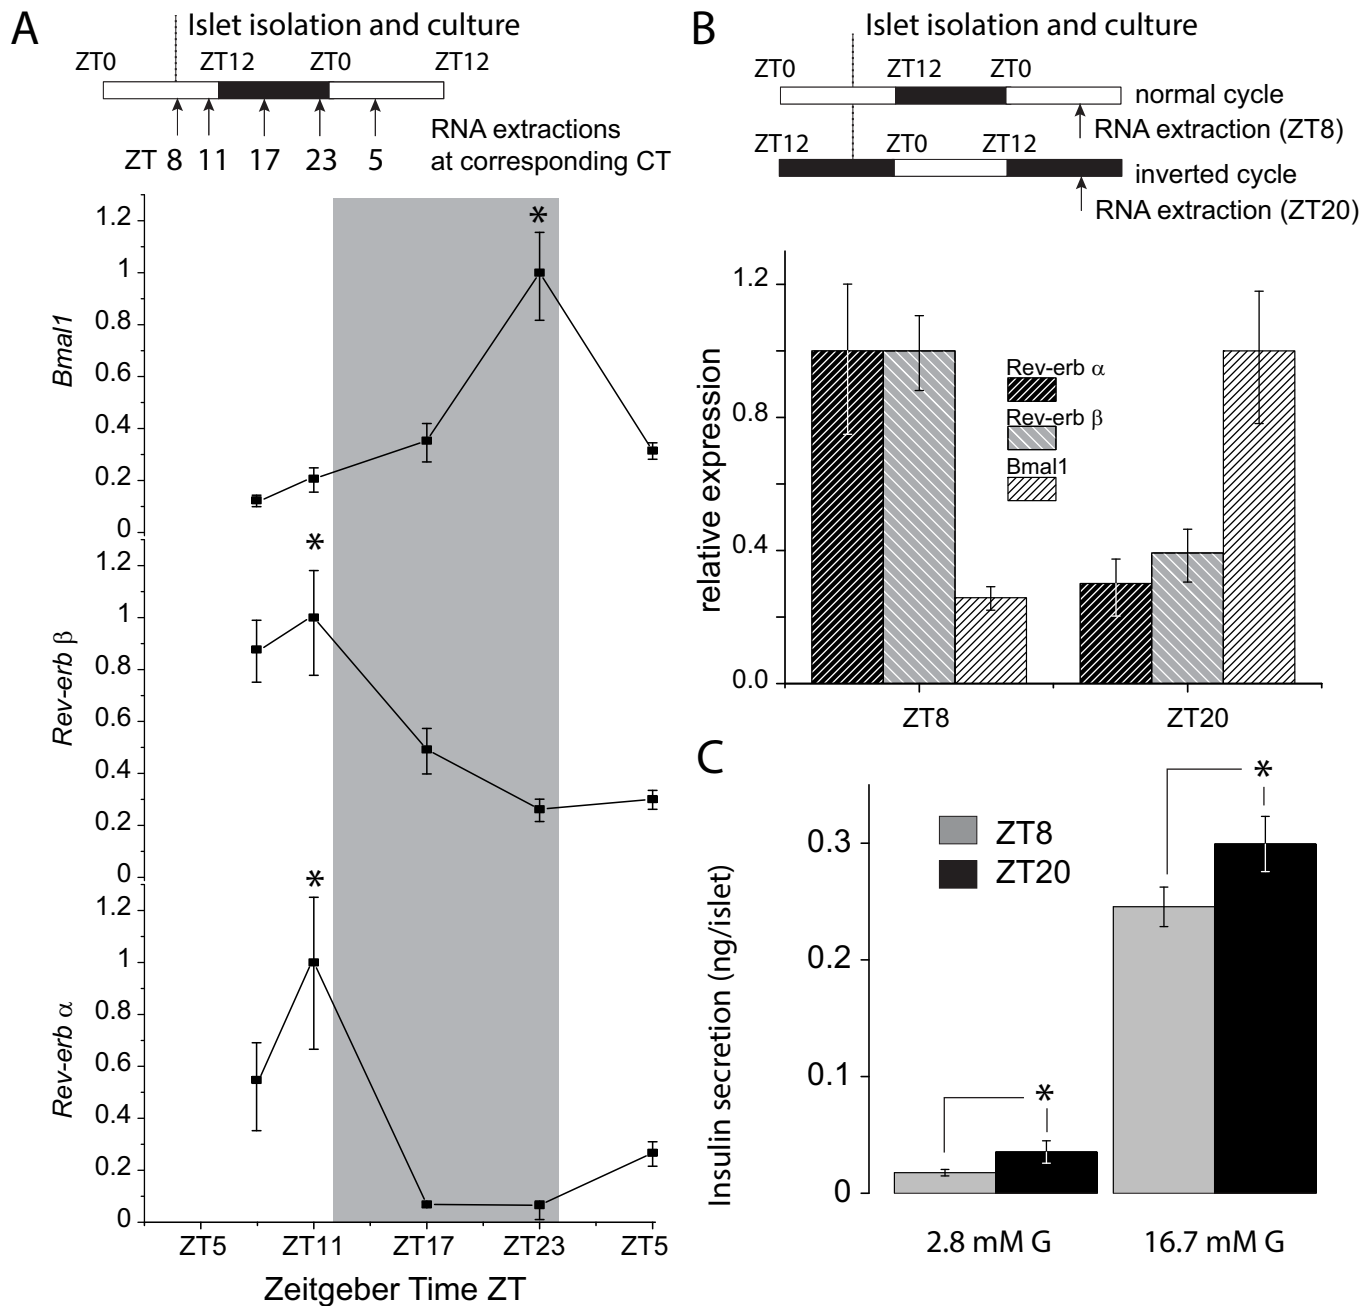 A
Islet isolation and culture
ZT0 ZT12 ZT0 ZT12
RNA extractions
ZT 8 11 17 23 5 at corresponding CT
Bmal1
1.2
1
0.8
0.6
0.4
0.2
0
*
Rev-erb β
1.2
1
0.8
0.6
0.4
0.2
0
*
Rev-erb α
1.2
1
0.8
0.6
0.4
0.2
0
*
ZT5 ZT11 ZT17 ZT23 ZT5
Zeitgeber Time ZT
B
Islet isolation and culture
ZT0 ZT12 ZT0
normal cycle
RNA extraction (ZT8)
ZT12 ZT0 ZT12
inverted cycle
RNA extraction (ZT20)
relative expression
1.2
0.8
0.4
0.0
Rev-erb α
Rev-erb β
Bmal1
ZT8 ZT20
C
Insulin secretion (ng/islet)
0.3
0.2
0.1
0
ZT8
ZT20
*
*
2.8 mM G 16.7 mM G